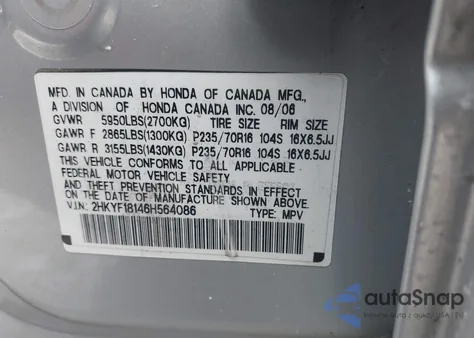 MFD. IN CANADA BY HONDA OF CANADA MFG.,
A DIVISION OF HONDA CANADA INC. 08/06
GVWR 5950LBS(2700KG) TIRE SIZE RIM SIZE
GAWR F 2865LBS(1300KG) P235/70R16 104S 16X6.5JJ
GAWR R 3155LBS(1430KG) P235/70R16 104S 16X6.5JJ
THIS VEHICLE CONFORMS TO ALL APPLICABLE
FEDERAL MOTOR VEHICLE SAFETY
AND THEFT PREVENTION STANDARDS IN EFFECT
ON THE DATE OF MANUFACTURE SHOWN ABOVE.
V.I.N: 2HKYF18146H564086 TYPE: MPV
autoSnap